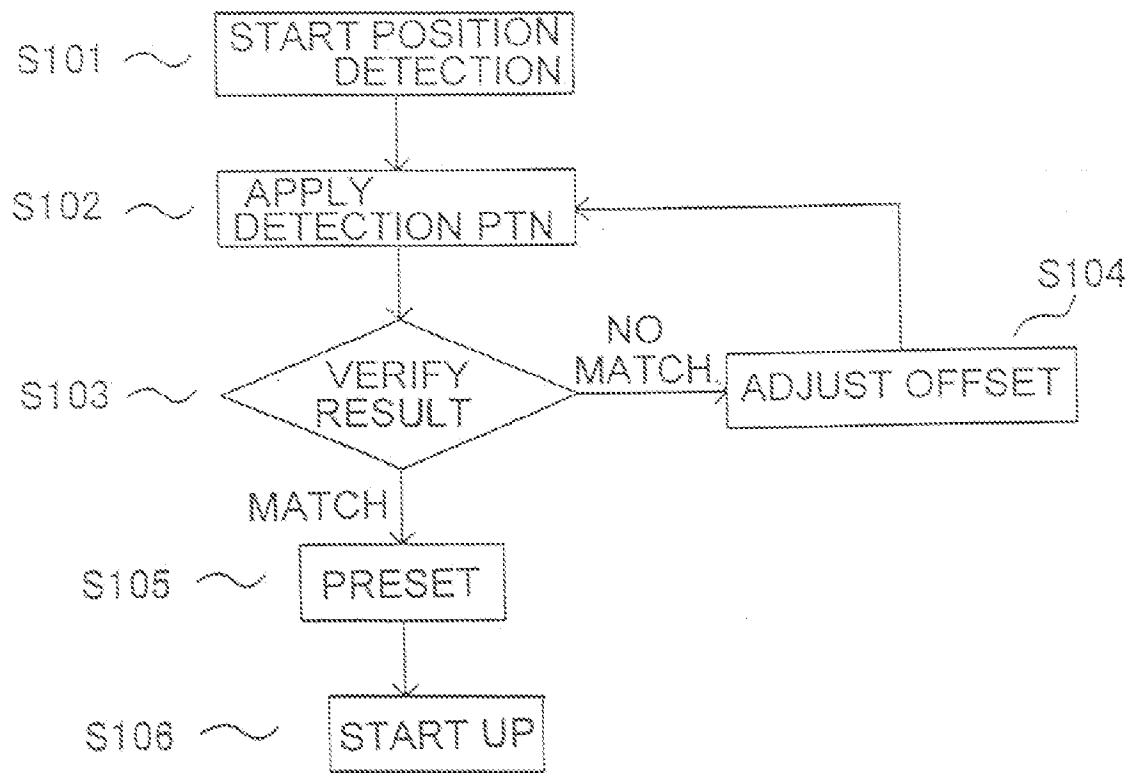 S101
START POSITION
DETECTION
S102
APPLY
DETECTION PTN
S104
NO
MATCH
S103
VERIFY
RESULT
ADJUST OFFSET
MATCH
S105
PRESET
S106
START UP